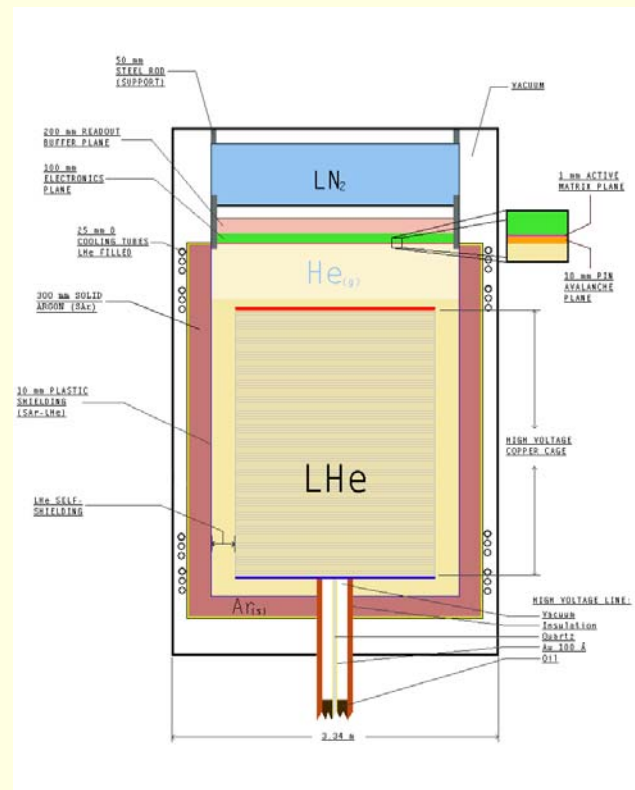 50 mm
STEEL ROD
(SUPPORT)
VACUUM
200 mm READOUT
BUFFER PLANE
LN2
1 mm ACTIVE
MATRIX PLANE
100 mm
ELECTRONICS
PLANE
25 mm D
COOLING TUBES
LHe FILLED
10 mm PIN
AVALANCHE
PLANE
He(g)
300 mm SOLID
ARGON (SAr)
10 mm PLASTIC
SHIELDING
(SAr-LHe)
HIGH VOLTAGE
COPPER CAGE
LHe
LHe SELF-
SHIELDING
Ar(s)
HIGH VOLTAGE LINE:
Vacuum
Insulation
Quartz
Au 100 Å
Oil
3.34 m